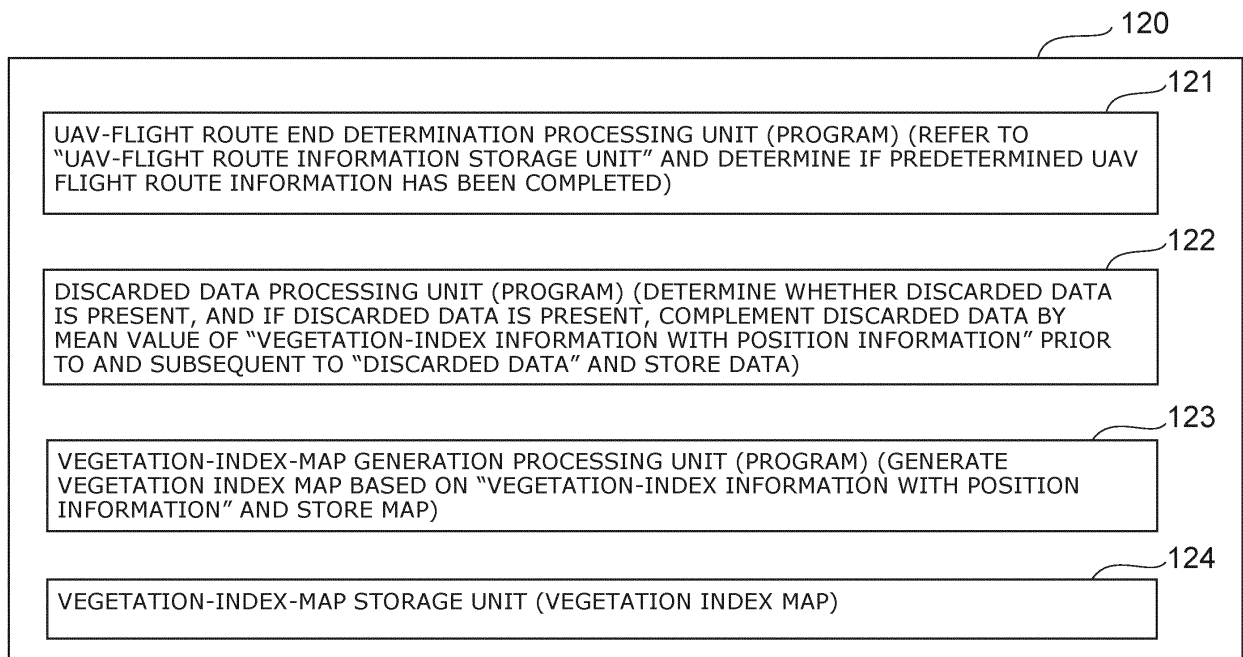 120
121
UAV-FLIGHT ROUTE END DETERMINATION PROCESSING UNIT (PROGRAM) (REFER TO
“UAV-FLIGHT ROUTE INFORMATION STORAGE UNIT” AND DETERMINE IF PREDETERMINED UAV
FLIGHT ROUTE INFORMATION HAS BEEN COMPLETED)
122
DISCARDED DATA PROCESSING UNIT (PROGRAM) (DETERMINE WHETHER DISCARDED DATA
IS PRESENT, AND IF DISCARDED DATA IS PRESENT, COMPLEMENT DISCARDED DATA BY
MEAN VALUE OF “VEGETATION-INDEX INFORMATION WITH POSITION INFORMATION” PRIOR
TO AND SUBSEQUENT TO “DISCARDED DATA” AND STORE DATA)
123
VEGETATION-INDEX-MAP GENERATION PROCESSING UNIT (PROGRAM) (GENERATE
VEGETATION INDEX MAP BASED ON “VEGETATION-INDEX INFORMATION WITH POSITION
INFORMATION” AND STORE MAP)
124
VEGETATION-INDEX-MAP STORAGE UNIT (VEGETATION INDEX MAP)